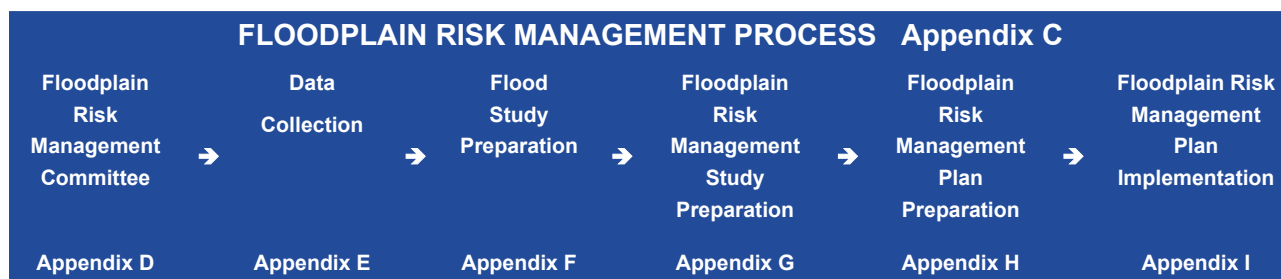 FLOODPLAIN RISK MANAGEMENT PROCESS Appendix C
Floodplain
Risk
Management
Committee
Appendix D
➔
Data
Collection
Appendix E
➔
Flood
Study
Preparation
Appendix F
➔
Floodplain
Risk
Management
Study
Preparation
Appendix G
➔
Floodplain
Risk
Management
Plan
Preparation
Appendix H
➔
Floodplain Risk
Management
Plan
Implementation
Appendix I